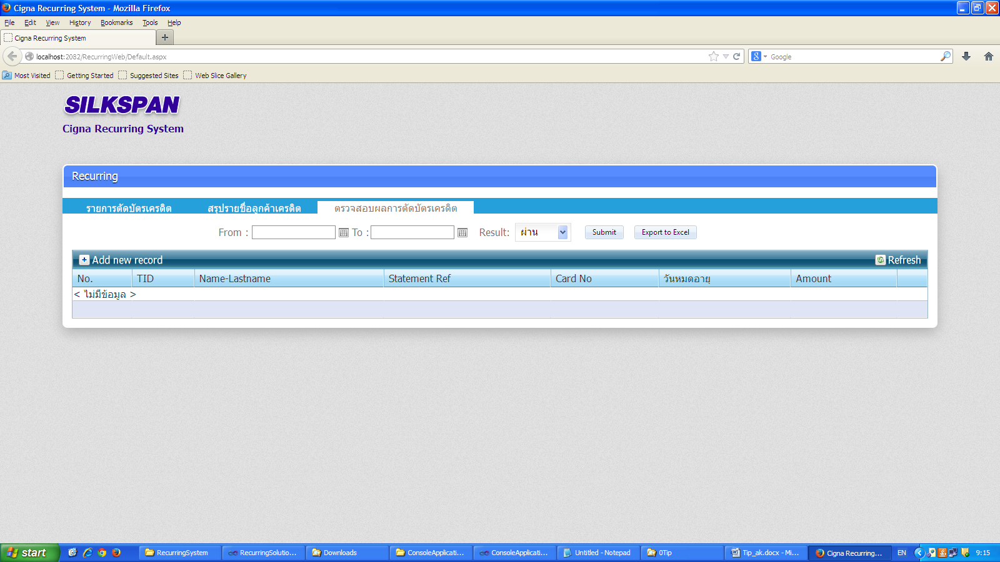 Cigna Recurring System - Mozilla Firefox
File Edit View History Bookmarks Tools Help
Cigna Recurring System
localhost:2082/RecurringWeb/Default.aspx
Google
Most Visited Getting Started Suggested Sites Web Slice Gallery
SILKSPAN
Cigna Recurring System
Recurring
รายการตัดบัตรเครดิต สรุปรายชื่อลูกค้าเครดิต ตรวจสอบผลการตัดบัตรเครดิต
From : To : Result: ผ่าน Submit Export to Excel
Add new record Refresh
No. TID Name-Lastname Statement Ref Card No วันหมดอายุ Amount
< ไม่มีข้อมูล >
start RecurringSystem RecurringSolutio... Downloads ConsoleApplicati... ConsoleApplicati... Untitled - Notepad 0Tip Tip_ak.docx - Mi... Cigna Recurring... EN 9:15